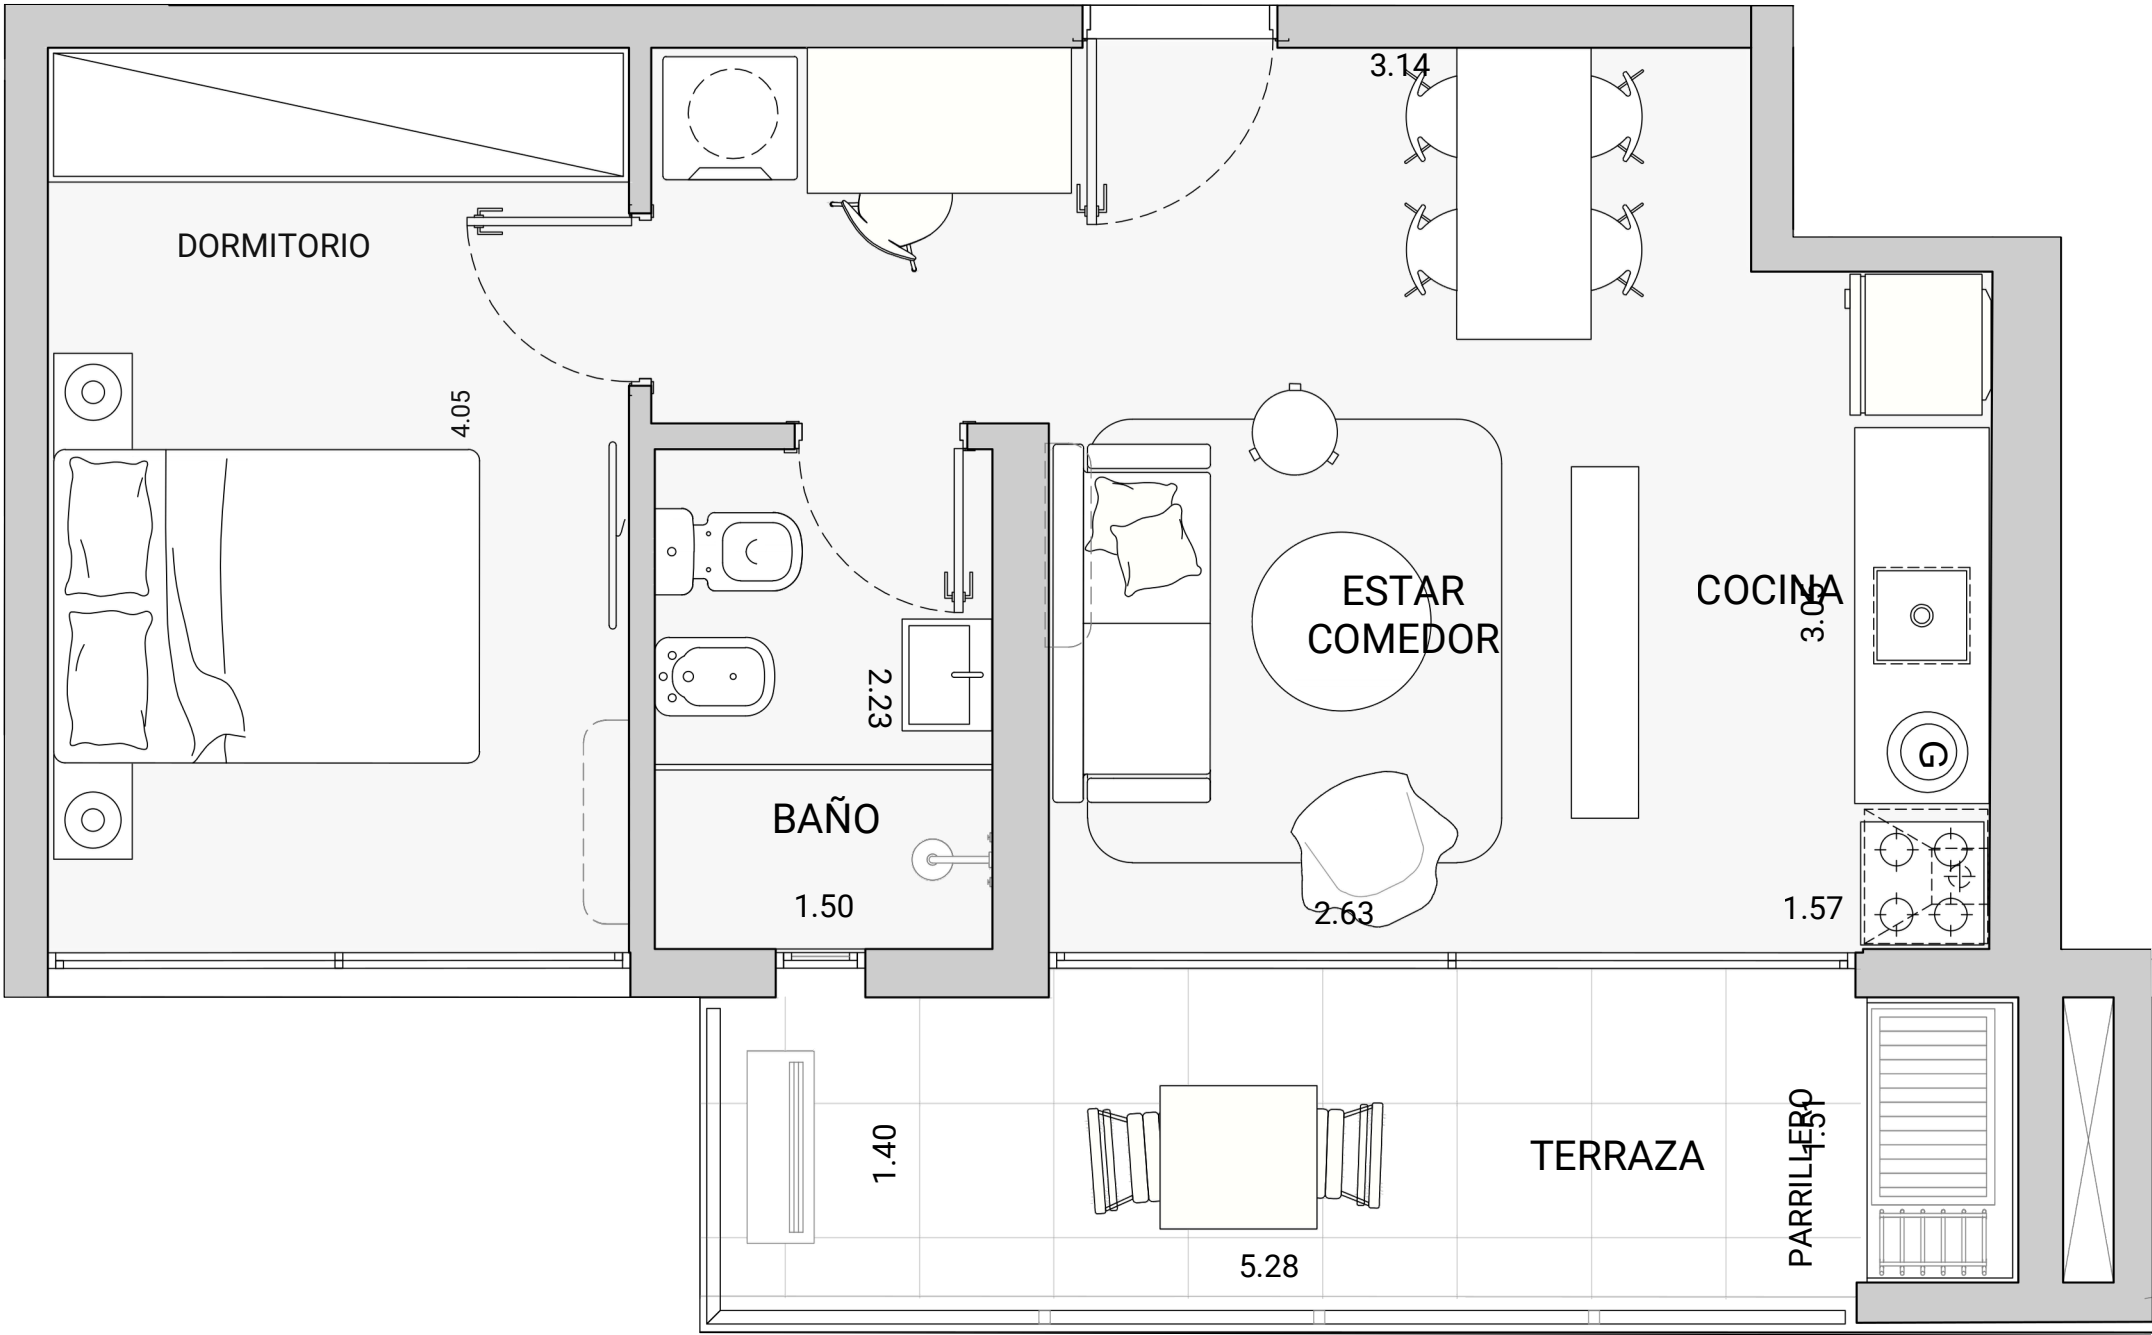 3.14
DORMITORIO
4.05
ESTAR
COMEDOR
COCINA
3.05
2.23
G
BAÑO
1.50
2.63
1.57
1.40
TERRAZA
PARRILLERO
1.51
5.28